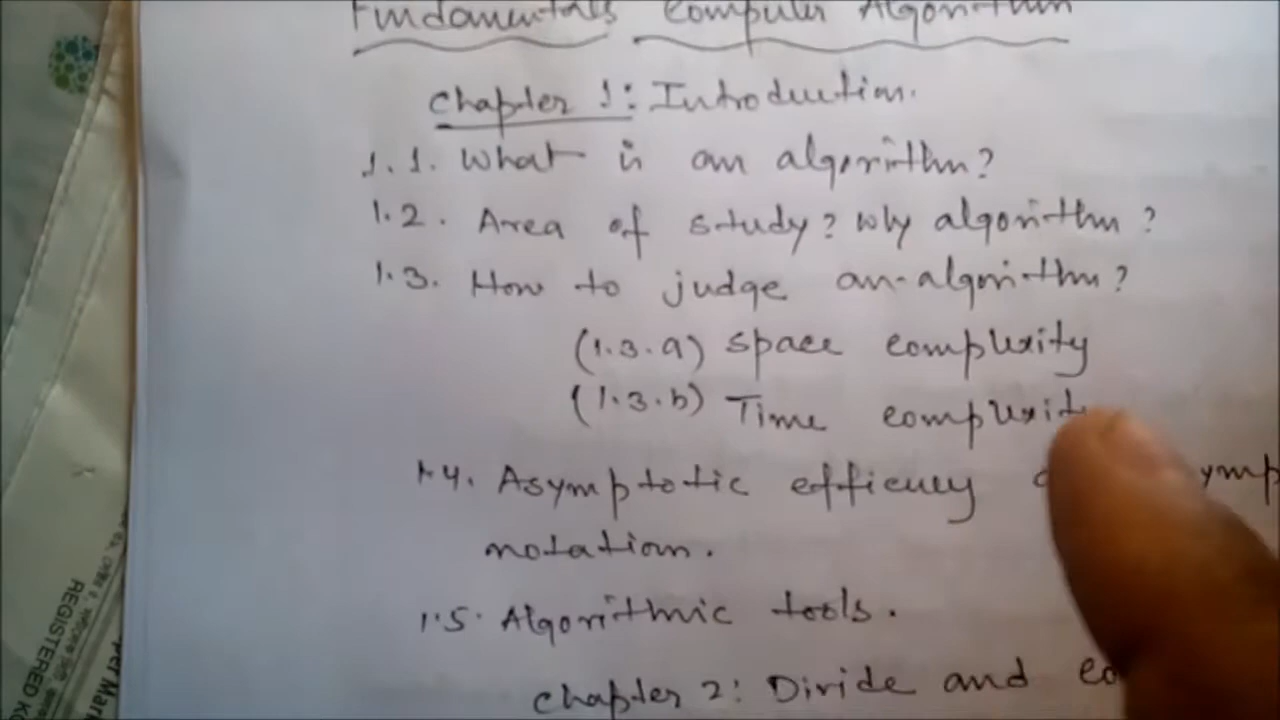 Fundamentals Computer Algorithm
Chapter 1: Introduction.
1.1. What is an algorithm?
1.2. Area of study? Why algorithm?
1.3. How to judge an algorithm?
(1.3.a) Space complexity
(1.3.b) Time complexity
1.4. Asymptotic efficiency
notation.
1.5. Algorithmic tools.
Chapter 2: Divide and
REGISTERED